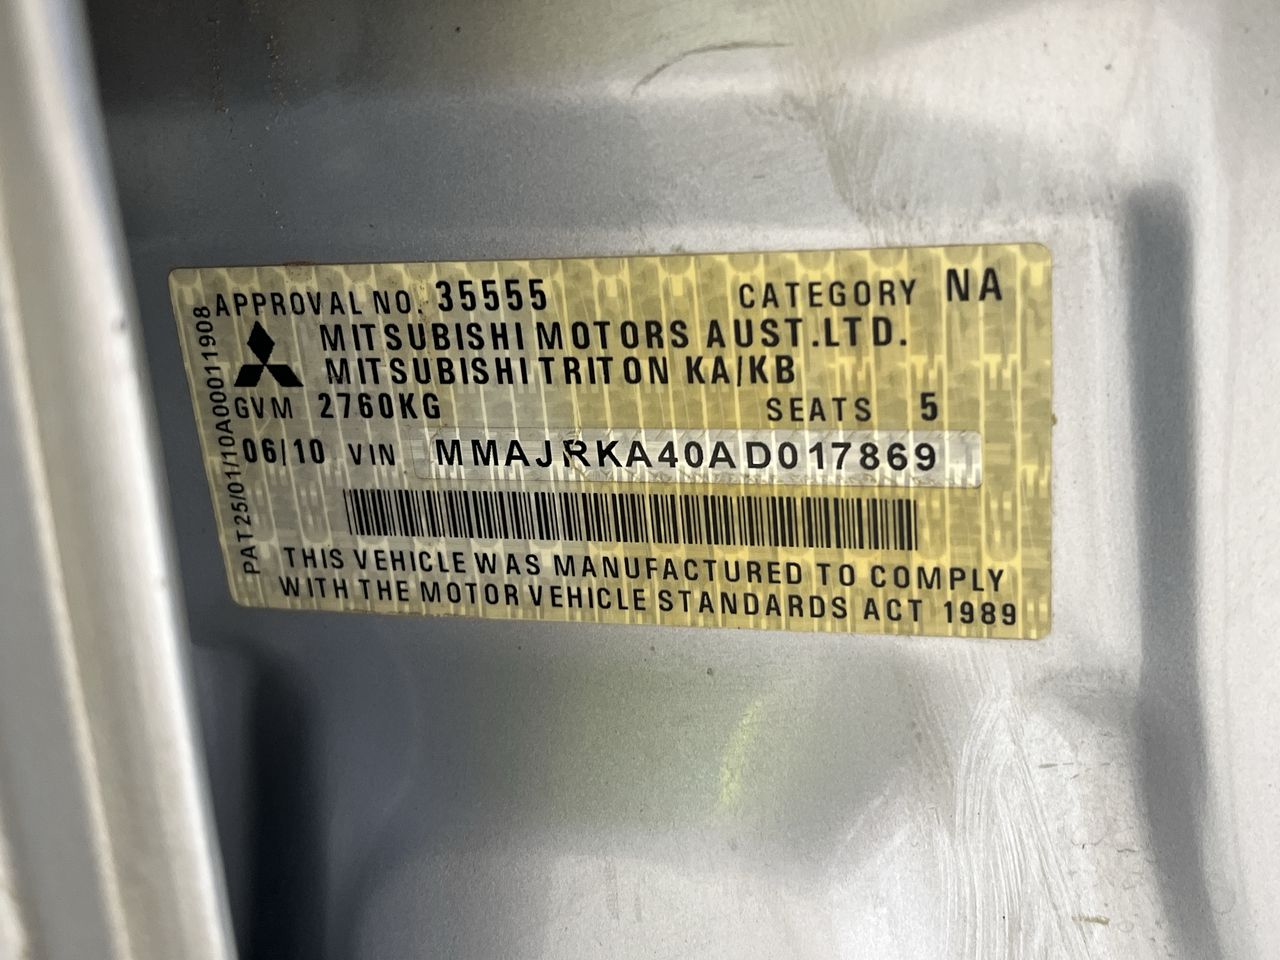 APPROVAL NO. 35555 CATEGORY NA
MITSUBISHI MOTORS AUST.LTD.
MITSUBISHI TRITON KA/KB
GVM 2760KG SEATS 5
06/10 VIN MMAJRKA40AD017869
THIS VEHICLE WAS MANUFACTURED TO COMPLY
WITH THE MOTOR VEHICLE STANDARDS ACT 1989
PAT25/01/10A00011908